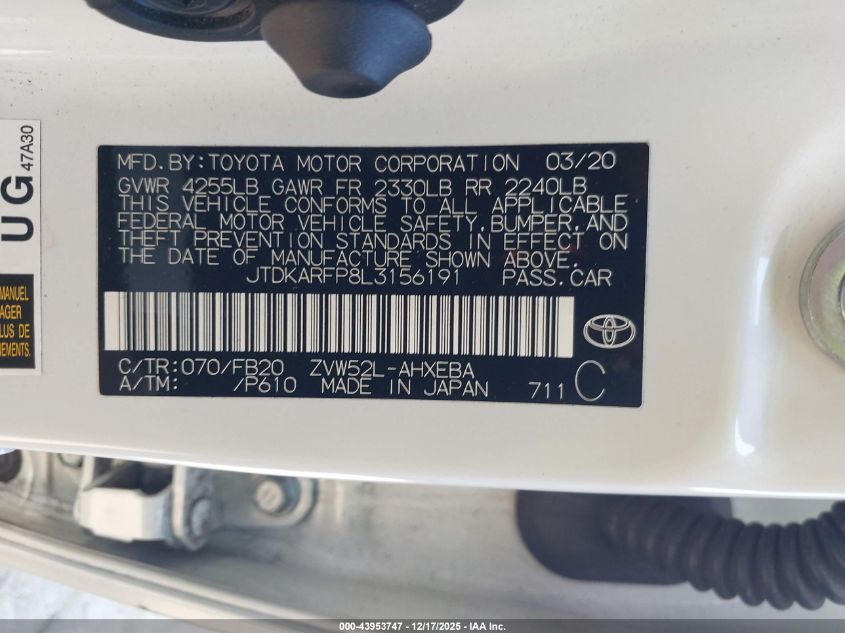 UG
47A30
MANUEL
AGER
LUS DE
NEMENTS.
MFD. BY: TOYOTA MOTOR CORPORATION 03/20
GVWR 4255LB GAWR FR 2330LB RR 2240LB
THIS VEHICLE CONFORMS TO ALL APPLICABLE
FEDERAL MOTOR VEHICLE SAFETY, BUMPER, AND
THEFT PREVENTION STANDARDS IN EFFECT ON
THE DATE OF MANUFACTURE SHOWN ABOVE.
JTDKARFP8L3156191 PASS. CAR
C/TR: 070/FB20 ZVW52L-AHXEBA
A/TM: /P610 MADE IN JAPAN 711 C
000-43953747 - 12/17/2025 - IAA Inc.